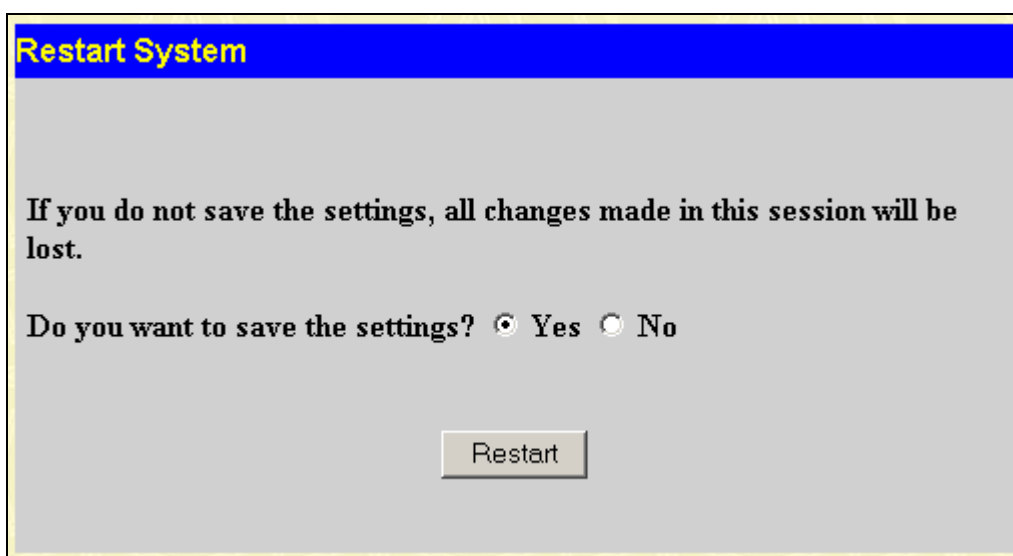 Restart System
If you do not save the settings, all changes made in this session will be
lost.
Do you want to save the settings? Yes No
Restart